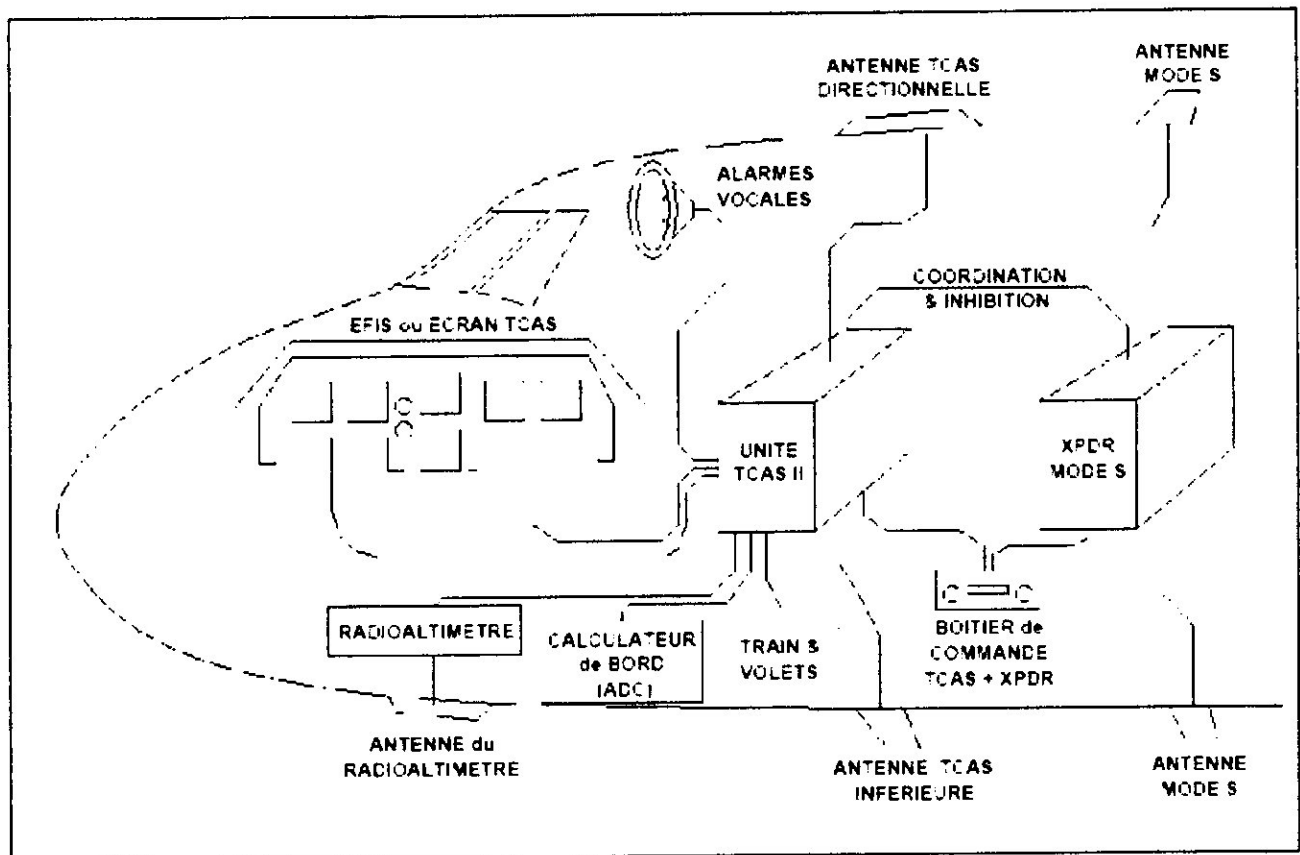 ANTENNE TCAS
DIRECTIONNELLE
ANTENNE
MODE S
ALARMES
VOCALES
COORDINATION
& INHIBITION
EFIS ou ECRAN TCAS
UNITE
TCAS II
XPDR
MODE S
RADIOALTIMETRE
CALCULATEUR
de BORD
(ADC)
TRAIN &
VOLETS
BOITIER de
COMMANDE
TCAS + XPDR
ANTENNE du
RADIOALTIMETRE
ANTENNE TCAS
INFERIEURE
ANTENNE
MODE S